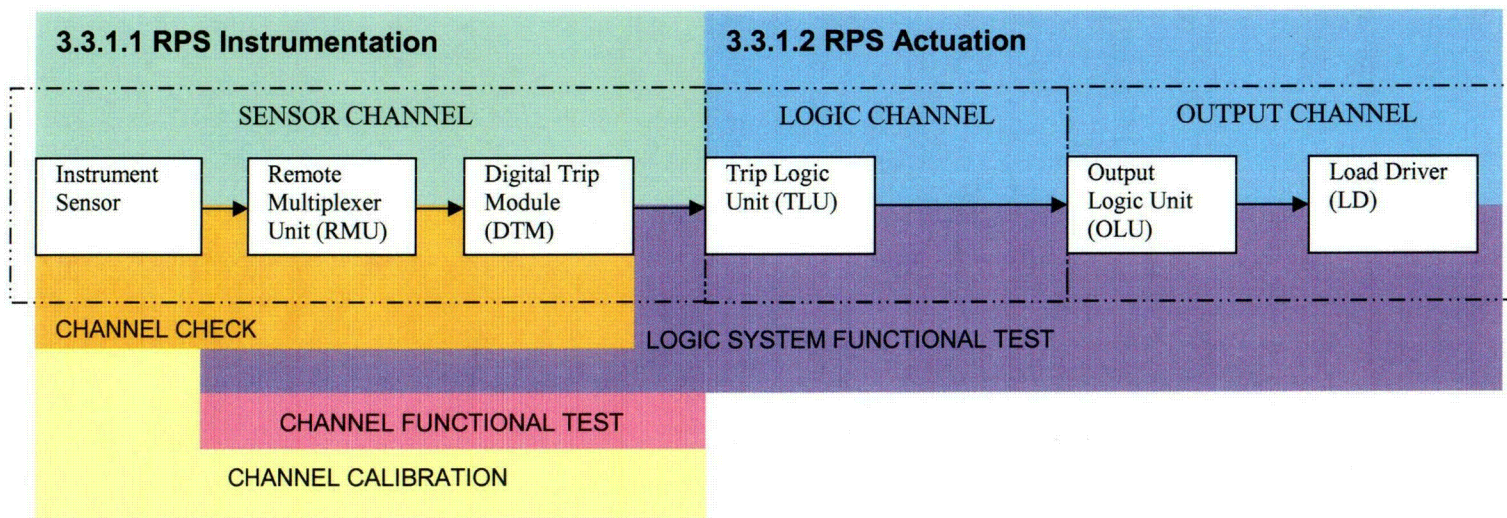 3.3.1.1 RPS Instrumentation
3.3.1.2 RPS Actuation
SENSOR CHANNEL
LOGIC CHANNEL
OUTPUT CHANNEL
Instrument
Sensor
Remote
Multiplexer
Unit (RMU)
Digital Trip
Module
(DTM)
Trip Logic
Unit (TLU)
Output
Logic Unit
(OLU)
Load Driver
(LD)
CHANNEL CHECK
LOGIC SYSTEM FUNCTIONAL TEST
CHANNEL FUNCTIONAL TEST
CHANNEL CALIBRATION